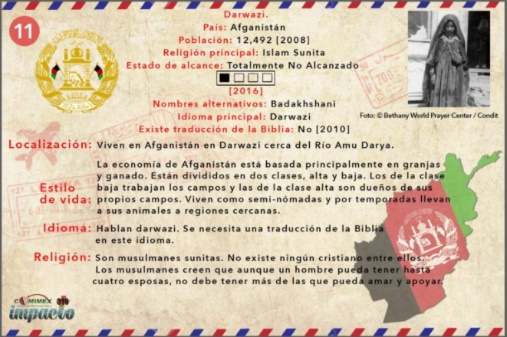 11
Darwazi.
País: Afganistán
Población: 12,492 [2008]
Religión principal: Islam Sunita
Estado de alcance: Totalmente No Alcanzado
[2016]
Nombres alternativos: Badakhshani
Idioma principal: Darwazi
Existe traducción de la Biblia: No [2010]
Foto: © Bethany World Prayer Center / Condit
Localización: Viven en Afganistán en Darwazi cerca del Río Amu Darya.
Estilo de vida: La economía de Afganistán está basada principalmente en granjas
y ganado. Están divididos en dos clases, alta y baja. Los de la clase
baja trabajan los campos y las de la clase alta son dueños de sus
propios campos. Viven como semi-nómadas y por temporadas llevan
a sus animales a regiones cercanas.
Idioma: Hablan darwazi. Se necesita una traducción de la Biblia
en este idioma.
Religión: Son musulmanes sunitas. No existe ningún cristiano entre ellos.
Los musulmanes creen que aunque un hombre pueda tener hasta
cuatro esposas, no debe tener más de las que pueda amar y apoyar.
COMIMEX
impacto